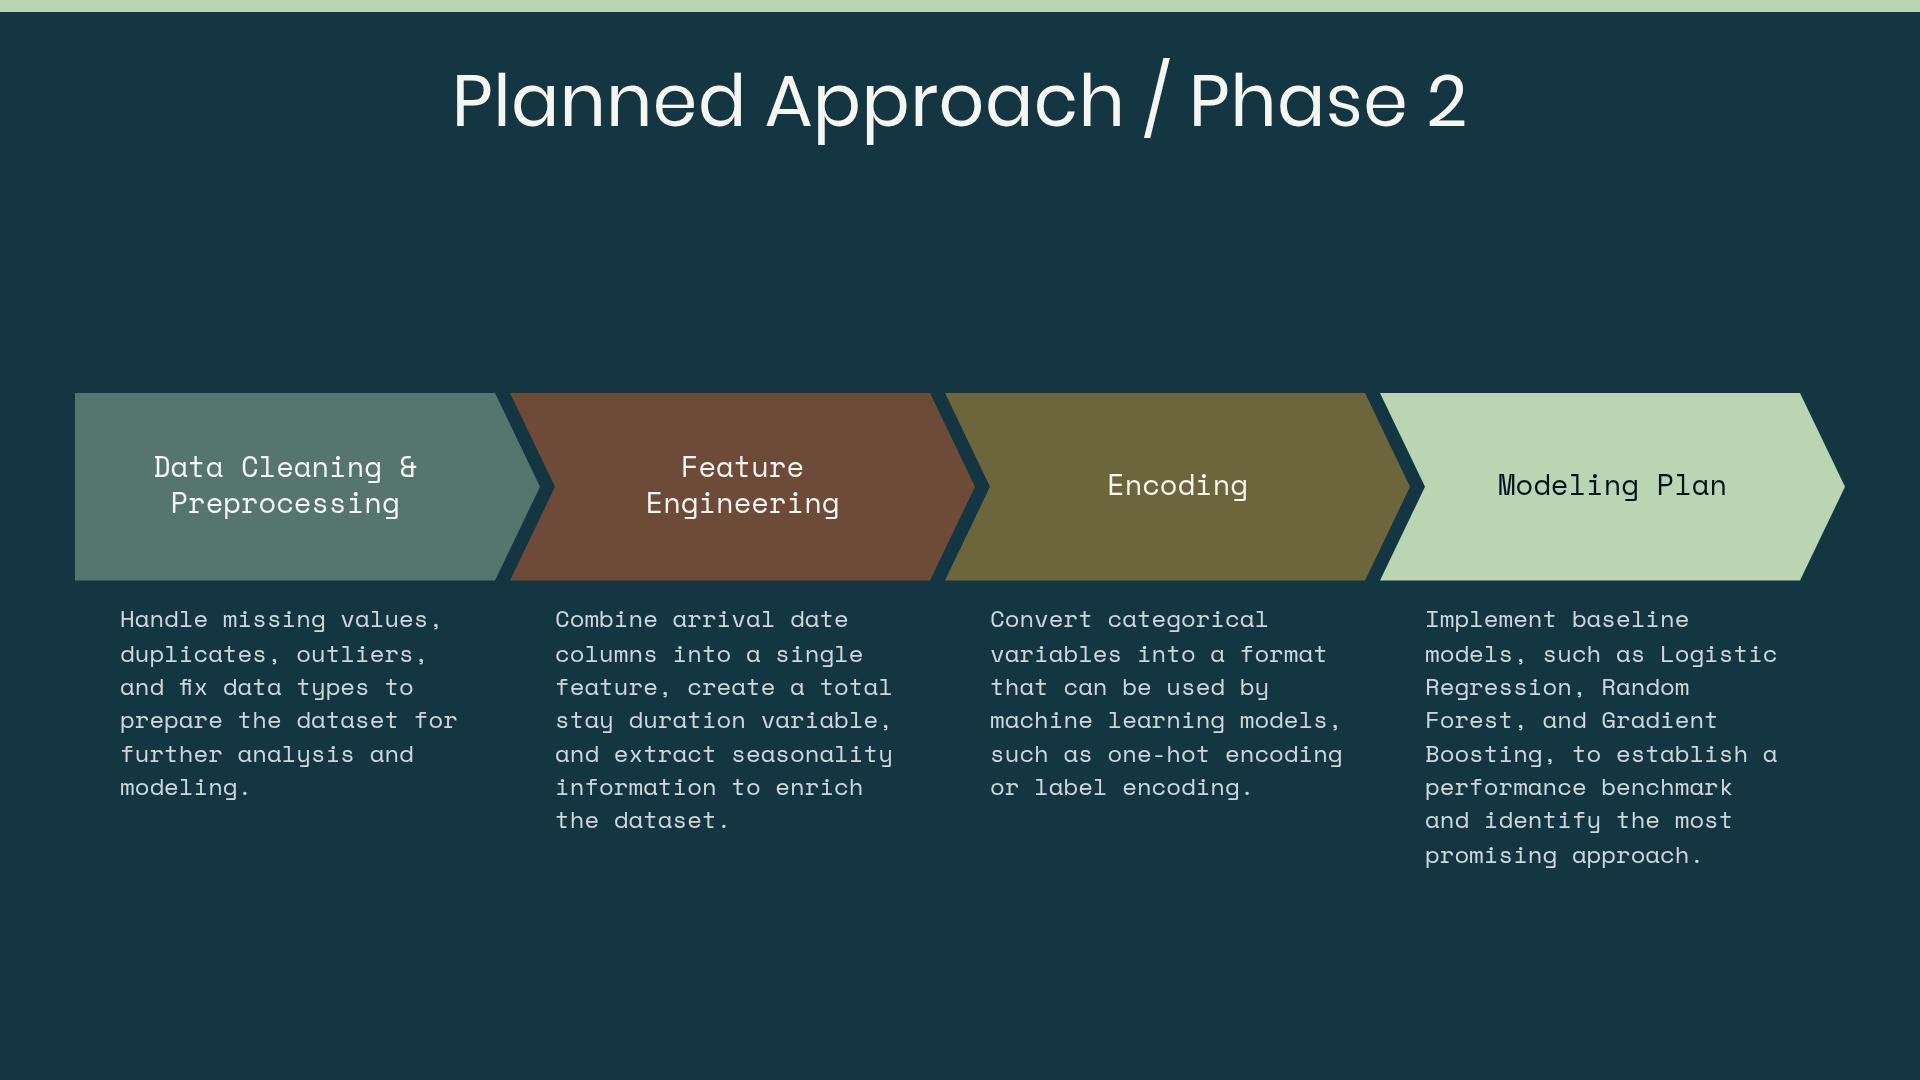 Planned Approach / Phase 2
Data Cleaning &
Preprocessing
Handle missing values,
duplicates, outliers,
and fix data types to
prepare the dataset for
further analysis and
modeling.
Feature
Engineering
Combine arrival date
columns into a single
feature, create a total
stay duration variable,
and extract seasonality
information to enrich
the dataset.
Encoding
Convert categorical
variables into a format
that can be used by
machine learning models,
such as one-hot encoding
or label encoding.
Modeling Plan
Implement baseline
models, such as Logistic
Regression, Random
Forest, and Gradient
Boosting, to establish a
performance benchmark
and identify the most
promising approach.